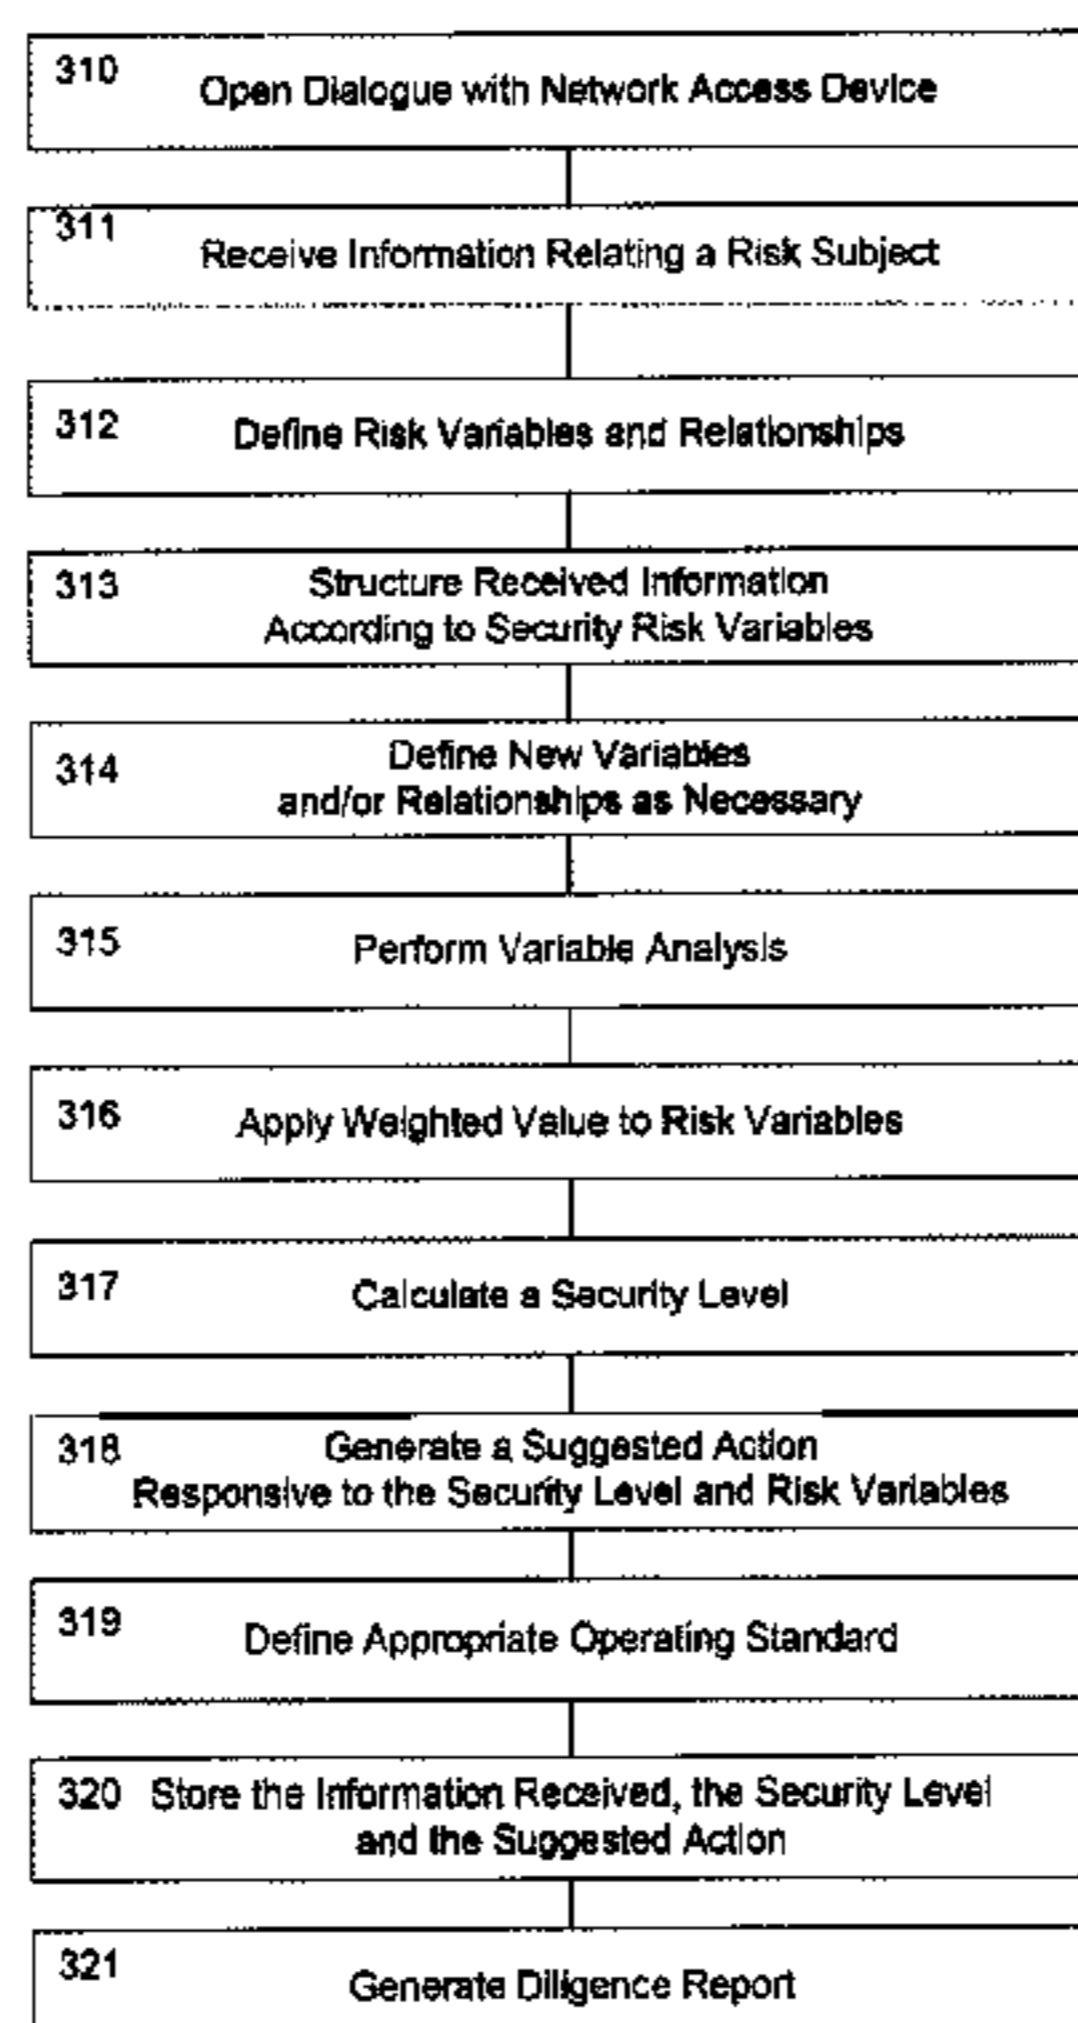 310
Open Dialogue with Network Access Device
311
Receive Information Relating a Risk Subject
312
Define Risk Variables and Relationships
313
Structure Received Information
According to Security Risk Variables
314
Define New Variables
and/or Relationships as Necessary
315
Perform Variable Analysis
316
Apply Weighted Value to Risk Variables
317
Calculate a Security Level
318
Generate a Suggested Action
Responsive to the Security Level and Risk Variables
319
Define Appropriate Operating Standard
320 Store the Information Received, the Security Level
and the Suggested Action
321
Generate Diligence Report